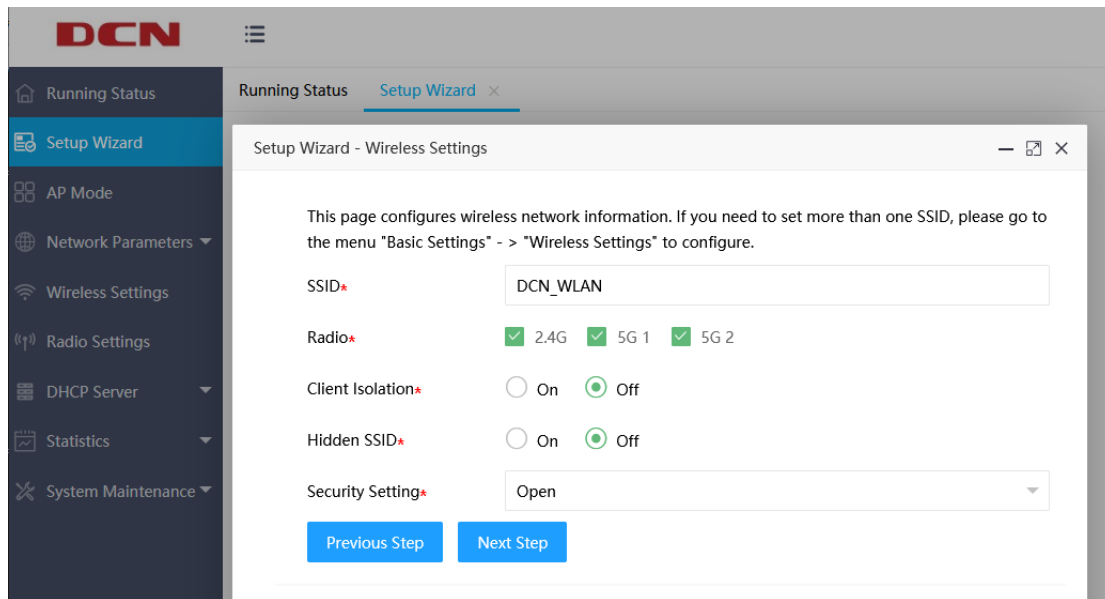 DCN
Running Status
Setup Wizard
AP Mode
Network Parameters
Wireless Settings
Radio Settings
DHCP Server
Statistics
System Maintenance
Running Status Setup Wizard
Setup Wizard - Wireless Settings
This page configures wireless network information. If you need to set more than one SSID, please go to
the menu "Basic Settings" - > "Wireless Settings" to configure.
SSID* DCN_WLAN
Radio* 2.4G 5G 1 5G 2
Client Isolation* On Off
Hidden SSID* On Off
Security Setting* Open
Previous Step Next Step